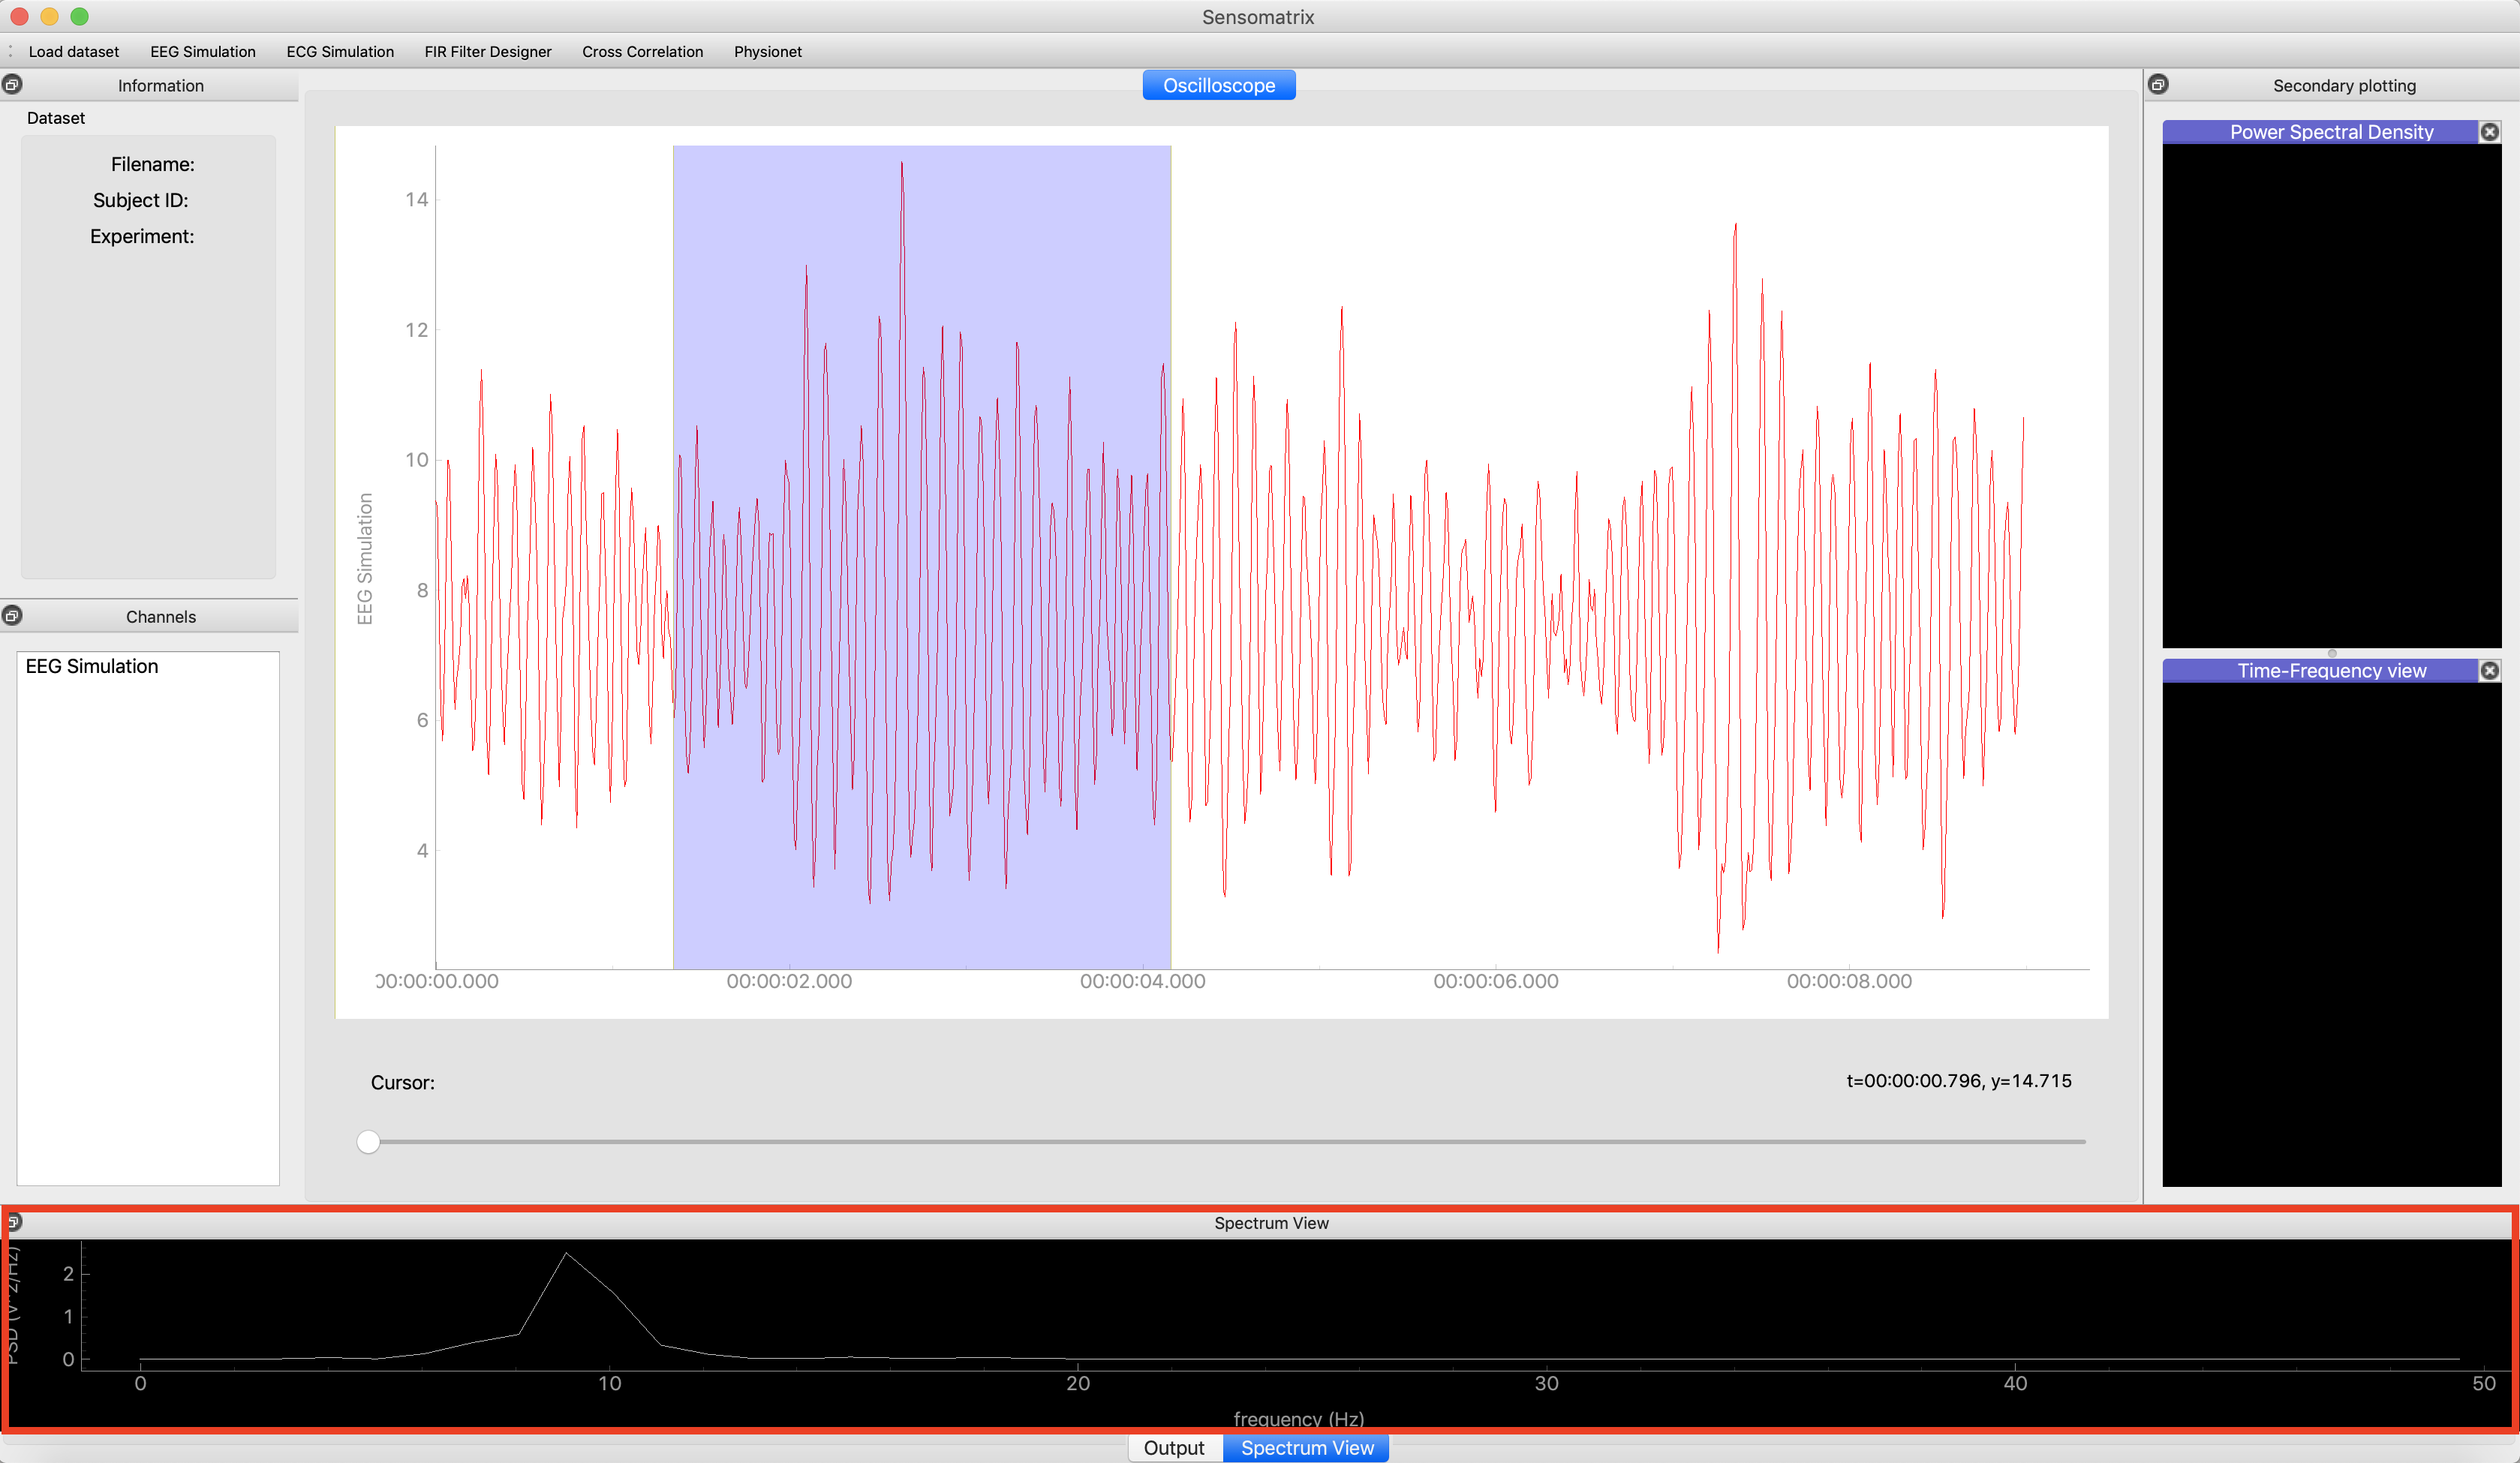 Sensomatrix
Load dataset EEG Simulation ECG Simulation FIR Filter Designer Cross Correlation Physionet
Information
Dataset
Filename:
Subject ID:
Experiment:
Channels
EEG Simulation
Oscilloscope
14
12
10
8
6
4
EEG Simulation
00:00:00.000 00:00:02.000 00:00:04.000 00:00:06.000 00:00:08.000
Cursor:
t=00:00:00.796, y=14.715
Secondary plotting
Power Spectral Density
Time-Frequency view
Spectrum View
PSD (V^2/Hz)
2
1
0
0 10 20 30 40 50
frequency (Hz)
Output Spectrum View